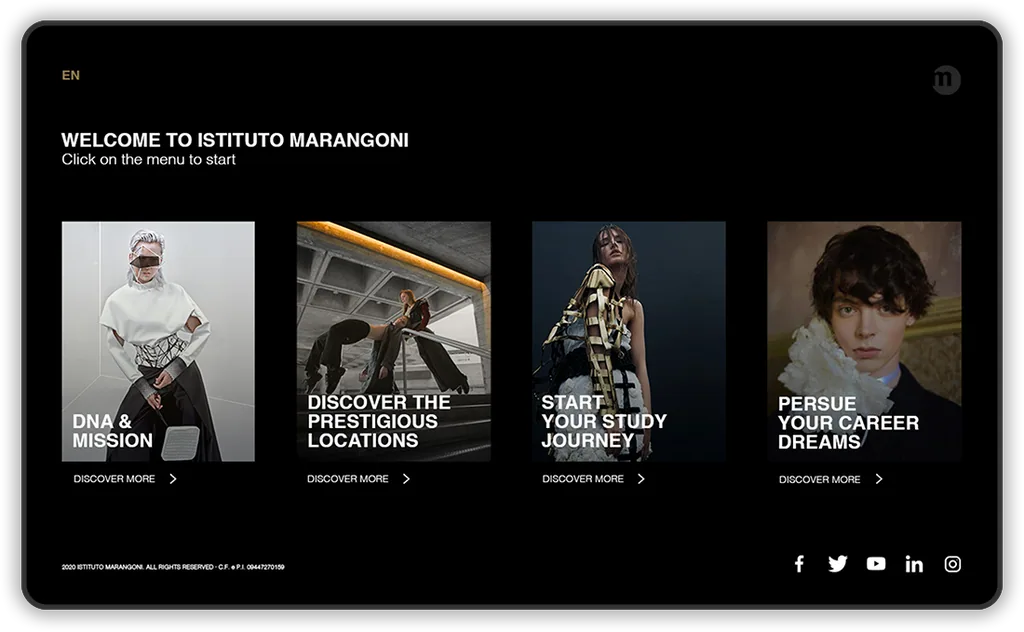 EN
m
WELCOME TO ISTITUTO MARANGONI
Click on the menu to start
DNA &
MISSION
DISCOVER MORE
DISCOVER THE
PRESTIGIOUS
LOCATIONS
DISCOVER MORE
START
YOUR STUDY
JOURNEY
DISCOVER MORE
PERSUE
YOUR CAREER
DREAMS
DISCOVER MORE
2020 ISTITUTO MARANGONI. ALL RIGHTS RESERVED · C.F. e P.I. 09447270159